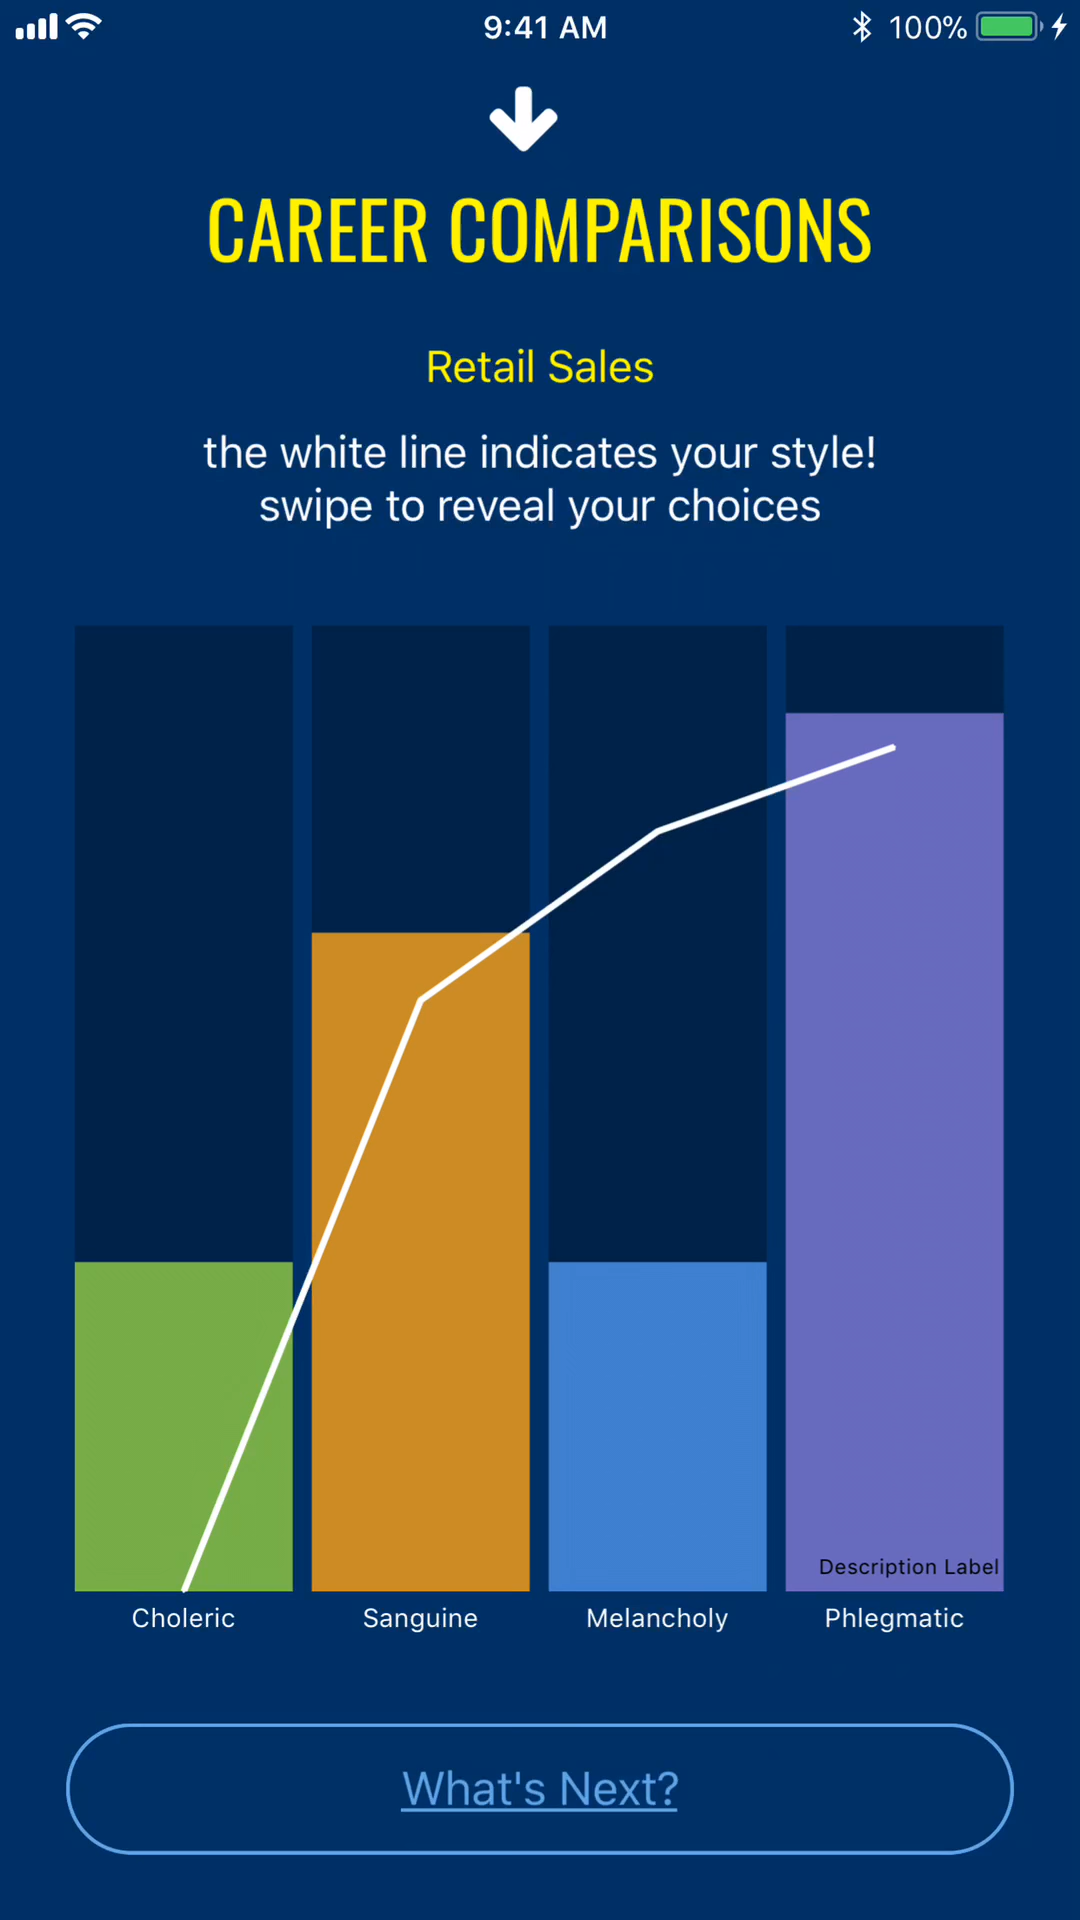 9:41 AM
100%
CAREER COMPARISONS
Retail Sales
the white line indicates your style!
swipe to reveal your choices
Description Label
Choleric
Sanguine
Melancholy
Phlegmatic
What's Next?